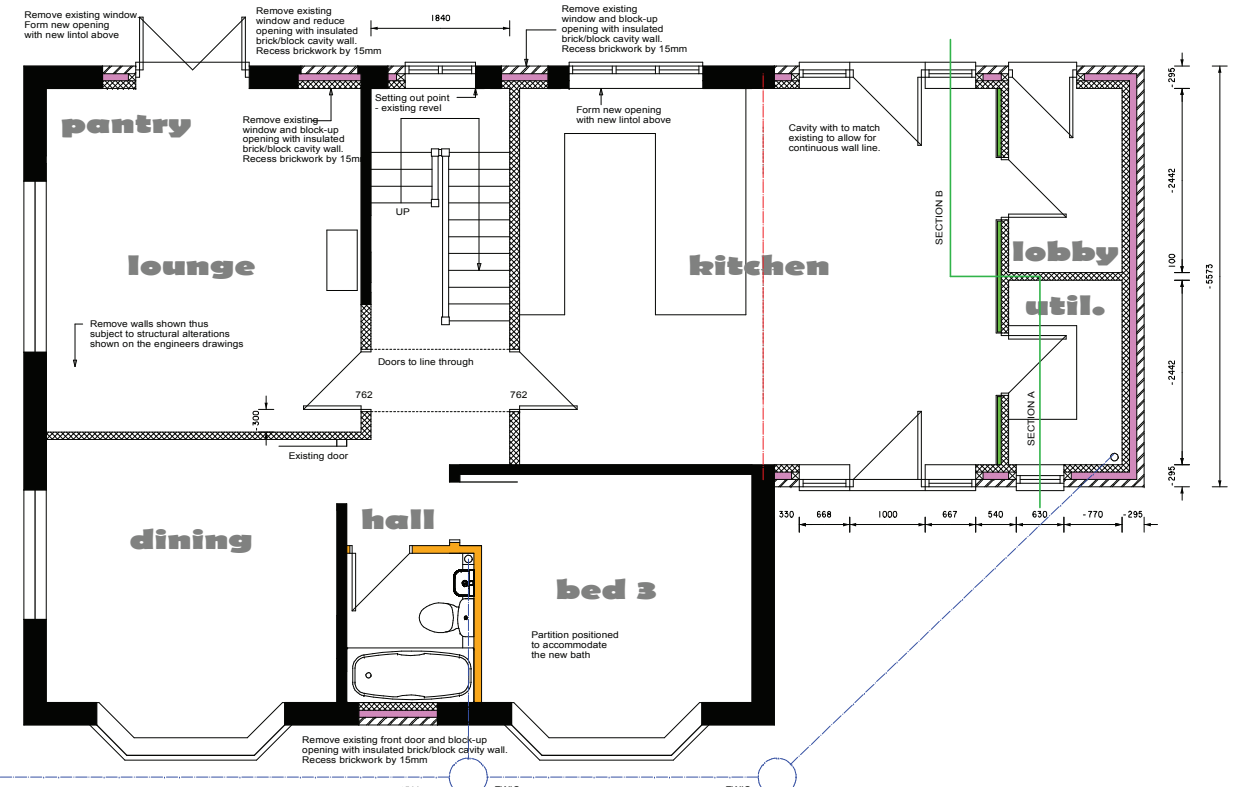 Remove existing window
Form new opening
with new lintol above
Remove existing
window and reduce
opening with insulated
brick/block cavity wall.
Recess brickwork by 15mm
1840
Remove existing
window and block-up
opening with insulated
brick/block cavity wall.
Recess brickwork by 15mm
Setting out point
- existing revel
Form new opening
with new lintol above
pantry
Remove existing
window and block-up
opening with insulated
brick/block cavity wall.
Recess brickwork by 15mm
Cavity with to match
existing to allow for
continuous wall line.
UP
SECTION B
lounge
kitchen
lobby
util.
Remove walls shown thus
subject to structural alterations
shown on the engineers drawings
Doors to line through
762
762
-300
Existing door
SECTION A
-295
-2442
100
-2442
-295
-5573
330
668
1000
667
540
630
-770
-295
hall
dining
bed 3
Partition positioned
to accommodate
the new bath
Remove existing front door and block-up
opening with insulated brick/block cavity wall.
Recess brickwork by 15mm